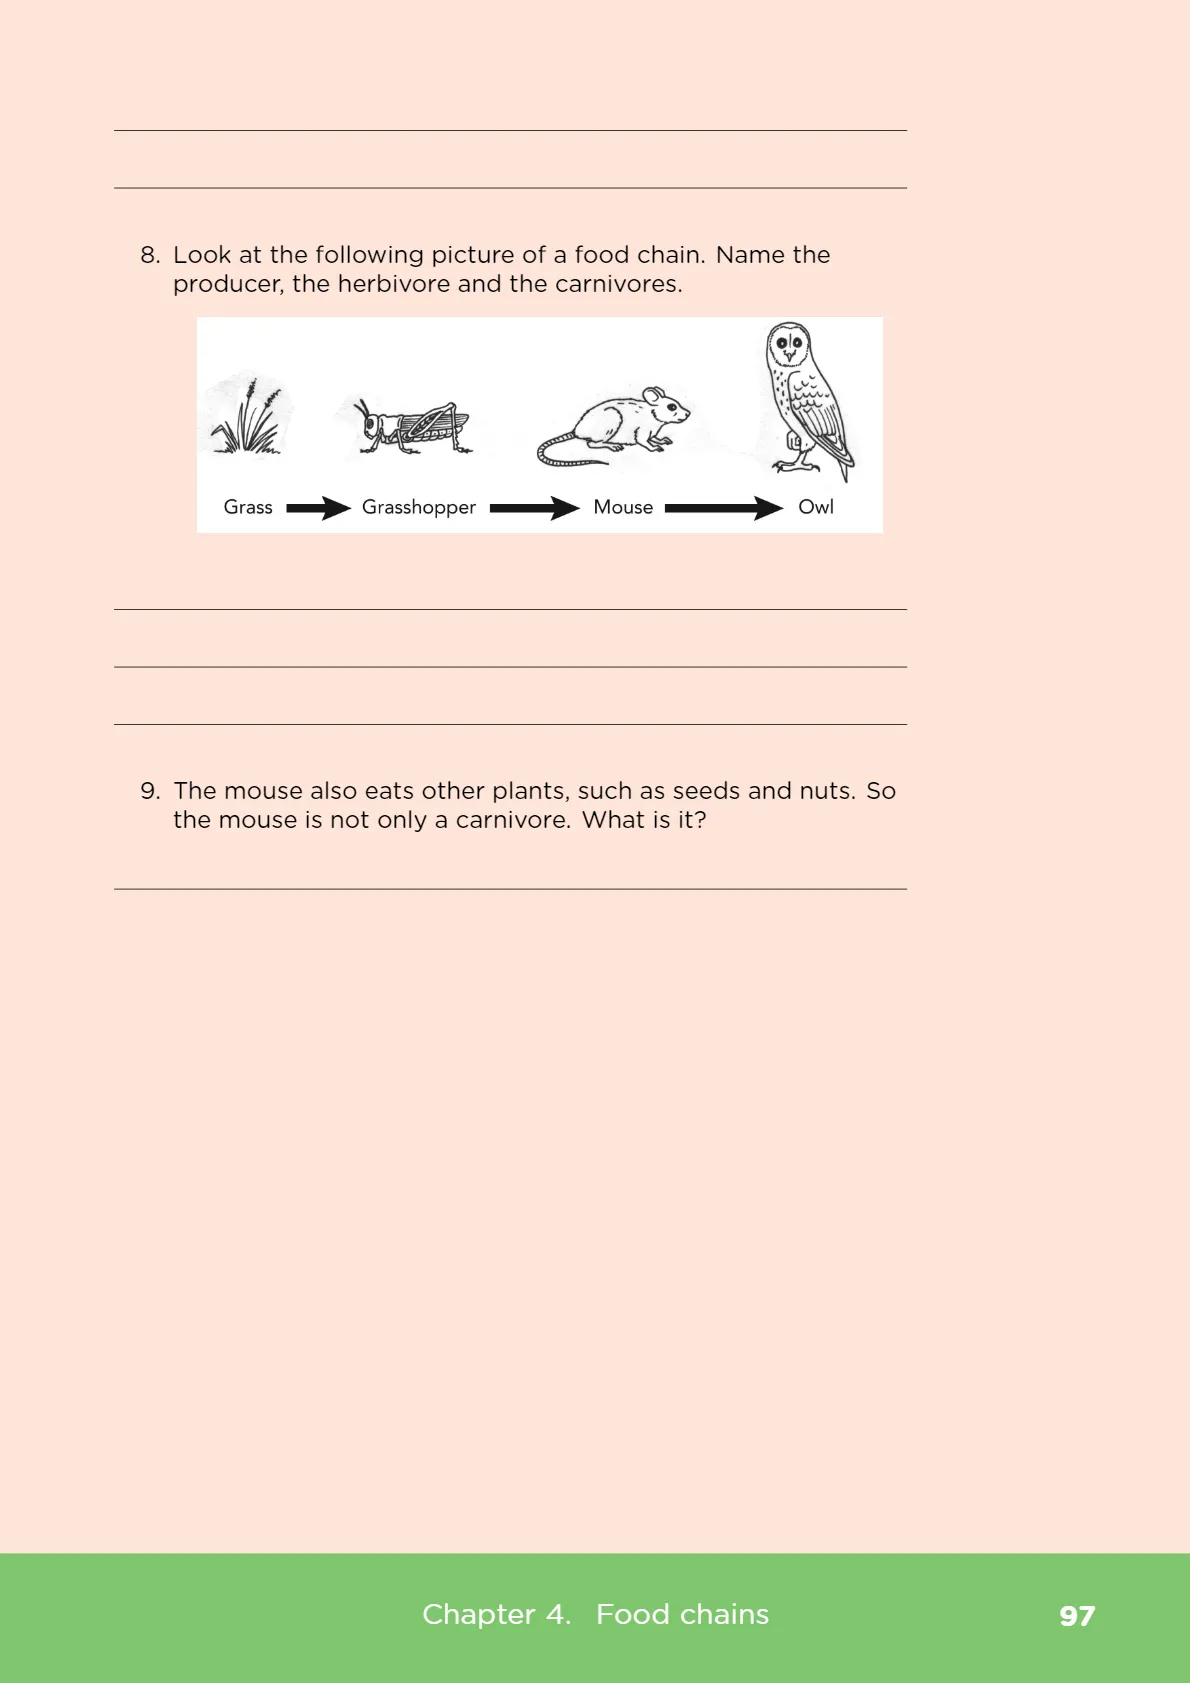 8. Look at the following picture of a food chain. Name the
producer, the herbivore and the carnivores.
Grass Grasshopper Mouse Owl
9. The mouse also eats other plants, such as seeds and nuts. So
the mouse is not only a carnivore. What is it?
Chapter 4. Food chains 97